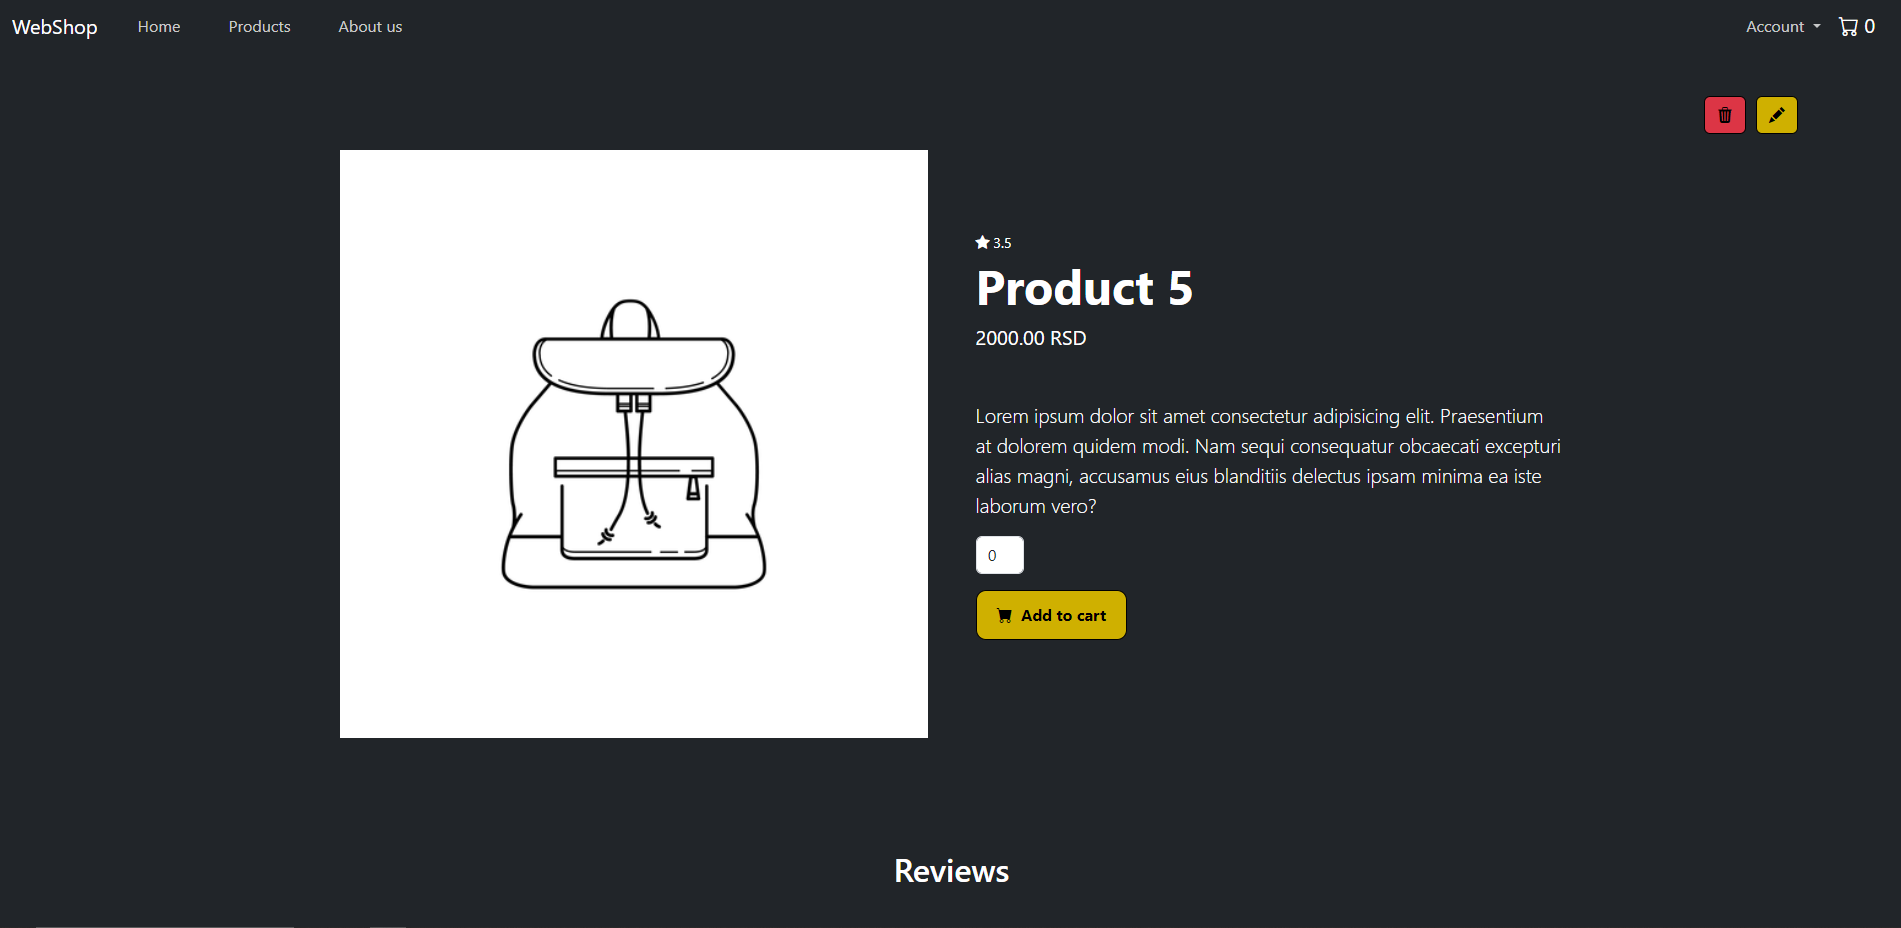 WebShop Home Products About us Account 0
3.5
Product 5
2000.00 RSD
Lorem ipsum dolor sit amet consectetur adipisicing elit. Praesentium
at dolorem quidem modi. Nam sequi consequatur obcaecati excepturi
alias magni, accusamus eius blanditiis delectus ipsam minima ea iste
laborum vero?
0
Add to cart
Reviews